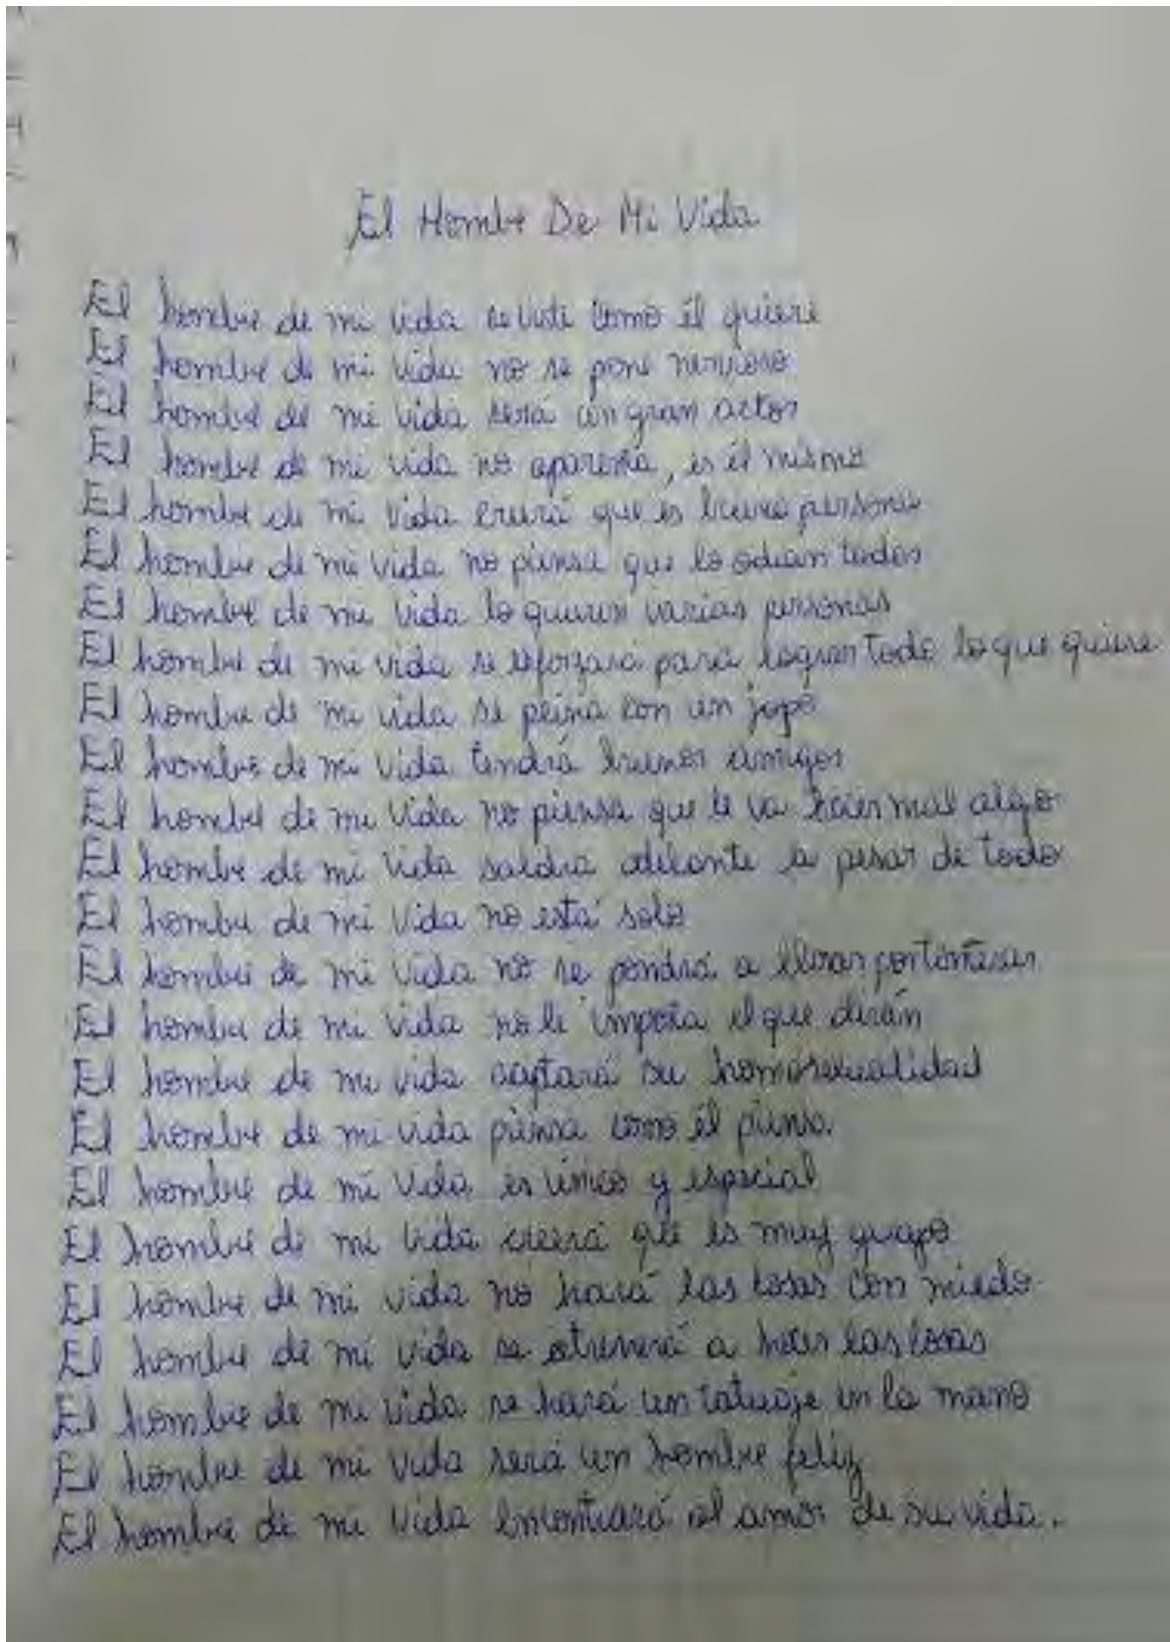 El Hombre De Mi Vida
El hombre de mi vida se viste como él quiere
El hombre de mi vida no se pone nervioso
El hombre de mi vida será un gran actor
El hombre de mi vida no aparenta, es él mismo
El hombre de mi vida creerá que es buena persona
El hombre de mi vida no piensa que lo odian todos
El hombre de mi vida lo quieren varias personas
El hombre de mi vida se esforzará para lograr todo lo que quiere
El hombre de mi vida se peina con un jopo
El hombre de mi vida tendrá buenos amigos
El hombre de mi vida no piensa que le va hacer mal algo
El hombre de mi vida saldrá adelante a pesar de todo
El hombre de mi vida no está solo
El hombre de mi vida no se pondrá a llorar por tonterias
El hombre de mi vida no le importa el que dirán
El hombre de mi vida aceptará su homosexualidad
El hombre de mi vida piensa como él piensa.
El hombre de mi vida es único y especial
El hombre de mi vida creerá que es muy guapo
El hombre de mi vida no hará las cosas con miedo
El hombre de mi vida se atreverá a hacer las cosas
El hombre de mi vida se hará un tatuaje en la mano
El hombre de mi vida será un hombre feliz
El hombre de mi vida encontrará el amor de su vida.